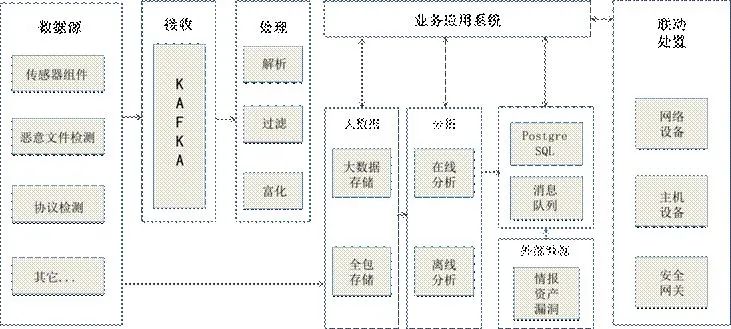 数据源
传感器组件
恶意文件检测
协议检测
其它...
接收
K
A
F
K
A
处理
解析
过滤
富化
业务应用系统
大数据
大数据
存储
全包
存储
分析
在线
分析
离线
分析
Postgre
SQL
消息
队列
外部数据
情报
资产
漏洞
联动
处置
网络
设备
主机
设备
安全
网关